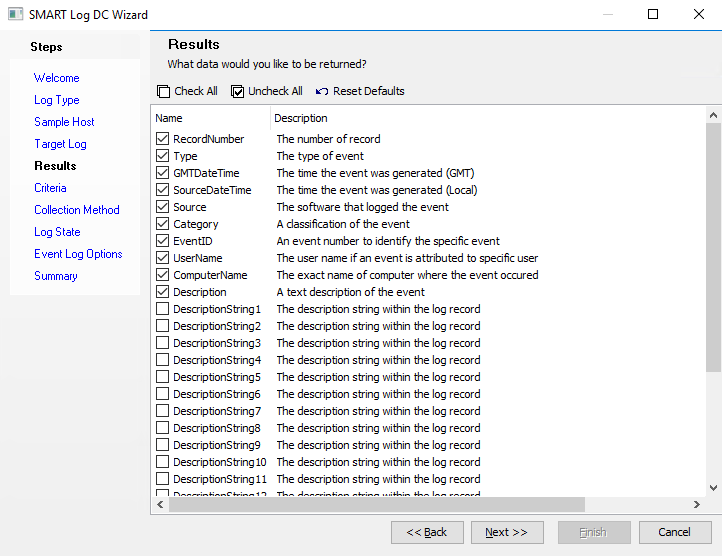 SMART Log DC Wizard
Steps
Welcome
Log Type
Sample Host
Target Log
Results
Criteria
Collection Method
Log State
Event Log Options
Summary
Results
What data would you like to be returned?
Check All Uncheck All Reset Defaults
Name Description
RecordNumber The number of record
Type The type of event
GMTDateTime The time the event was generated (GMT)
SourceDateTime The time the event was generated (Local)
Source The software that logged the event
Category A classification of the event
EventID An event number to identify the specific event
UserName The user name if an event is attributed to specific user
ComputerName The exact name of computer where the event occured
Description A text description of the event
DescriptionString1 The description string within the log record
DescriptionString2 The description string within the log record
DescriptionString3 The description string within the log record
DescriptionString4 The description string within the log record
DescriptionString5 The description string within the log record
DescriptionString6 The description string within the log record
DescriptionString7 The description string within the log record
DescriptionString8 The description string within the log record
DescriptionString9 The description string within the log record
DescriptionString10 The description string within the log record
DescriptionString11 The description string within the log record
DescriptionString12 The description string within the log record
<< Back Next >> Finish Cancel